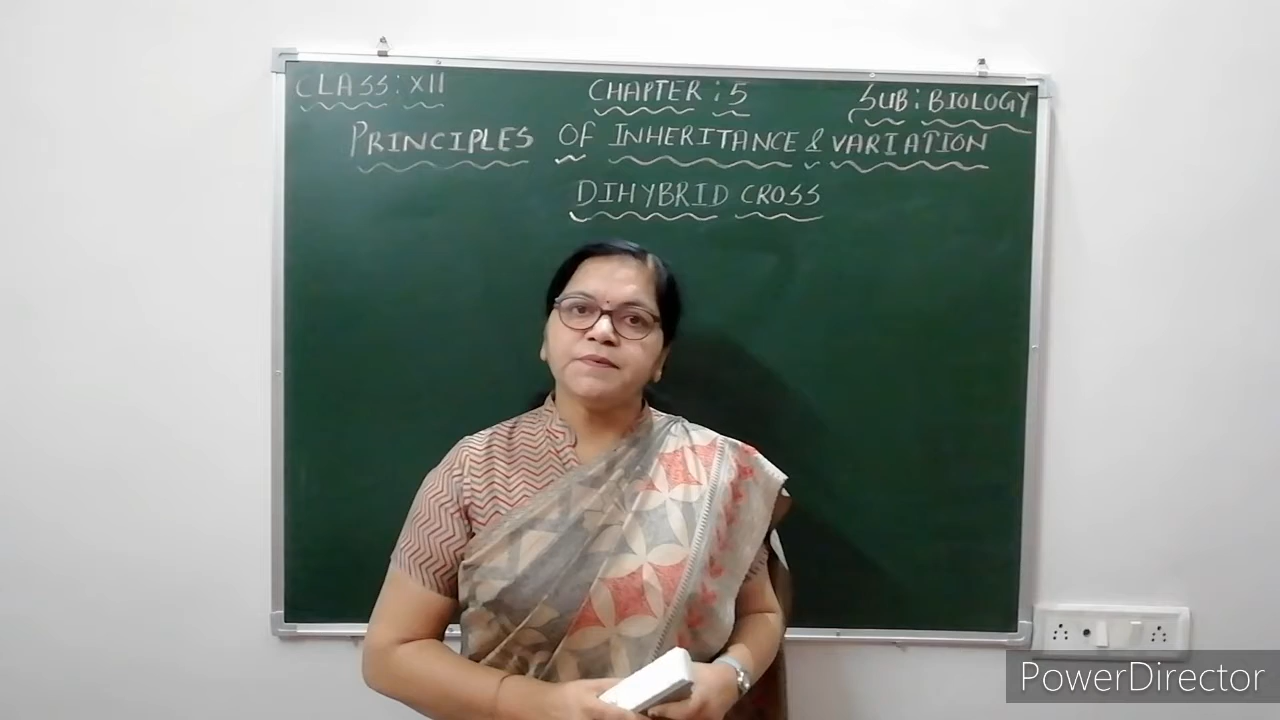 CLASS: XII CHAPTER: 5 SUB: BIOLOGY
PRINCIPLES OF INHERITANCE & VARIATION
DIHYBRID CROSS
PowerDirector